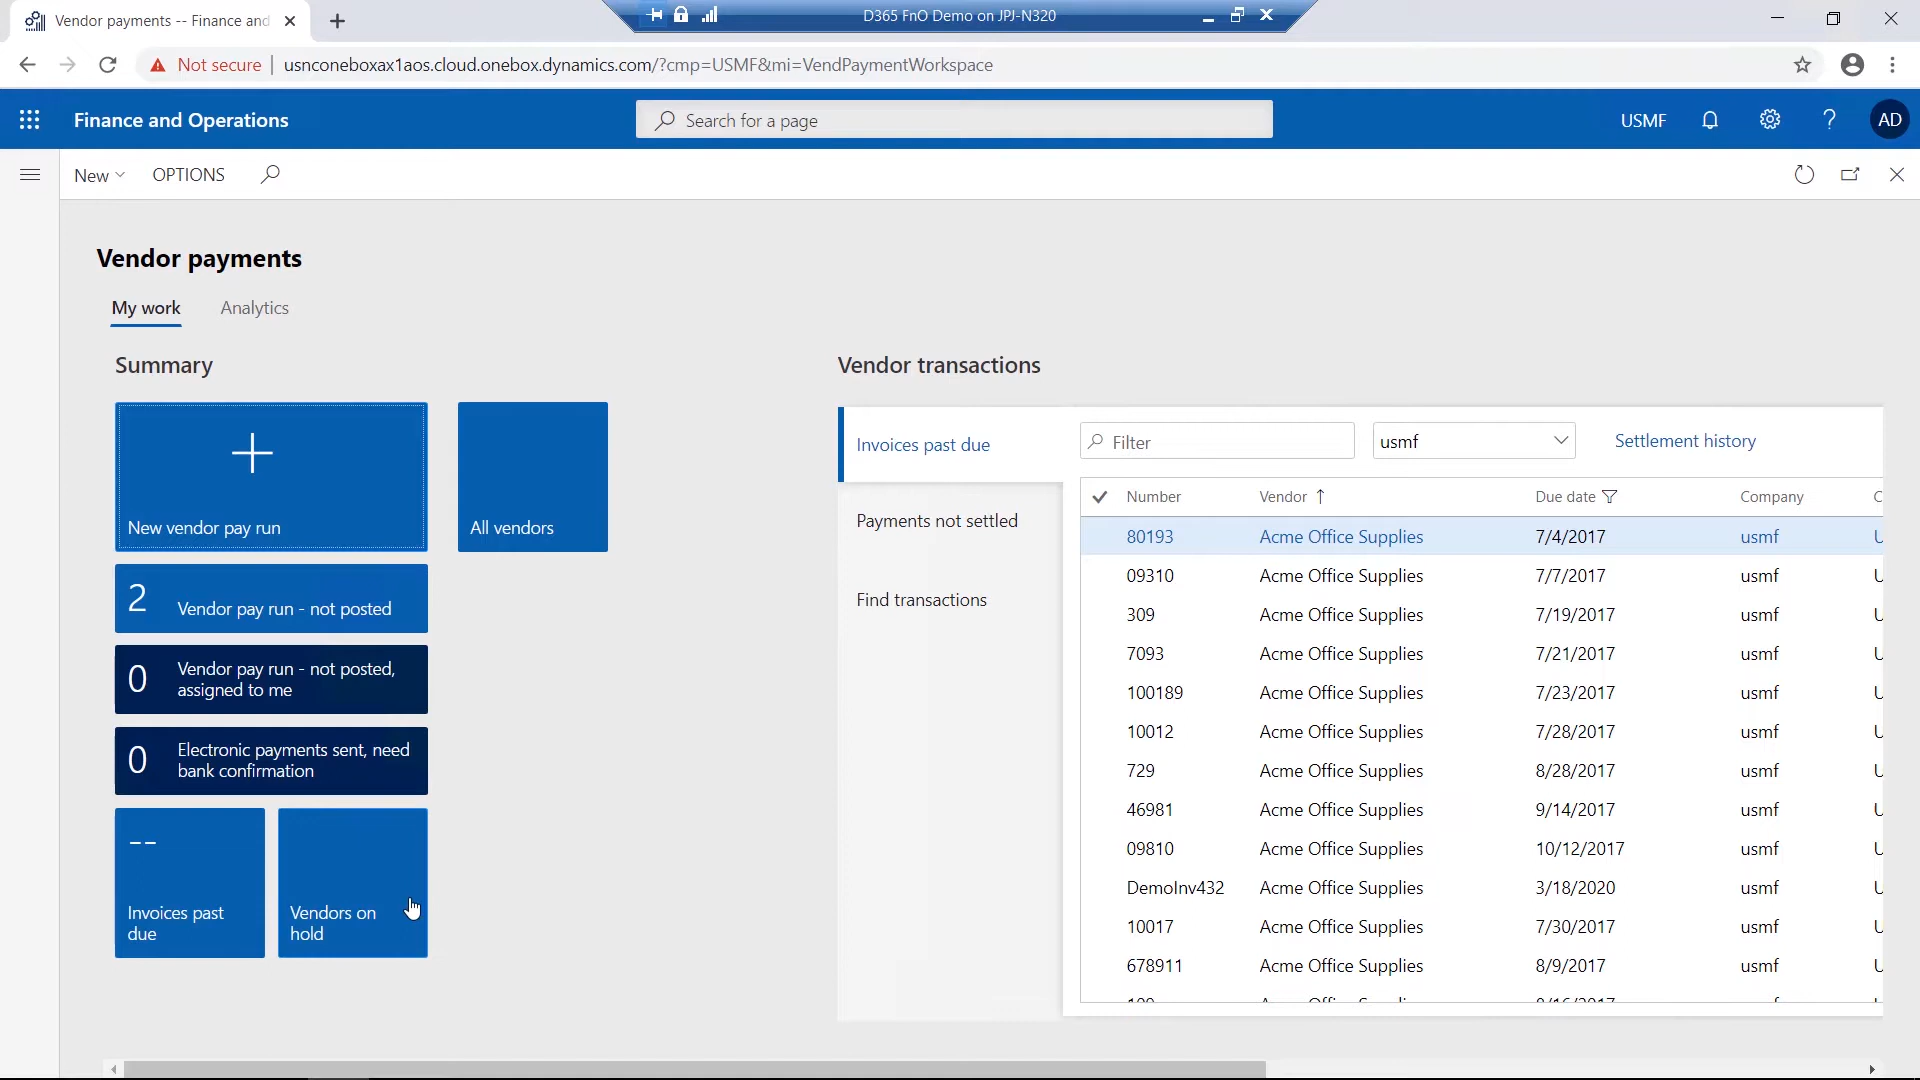 Vendor payments -- Finance and
D365 FnO Demo on JPJ-N320
Not secure
usnconeboxax1aos.cloud.onebox.dynamics.com/?cmp=USMF&mi=VendPaymentWorkspace
Finance and Operations
Search for a page
USMF
?
AD
New
OPTIONS
Vendor payments
My work
Analytics
Summary
New vendor pay run
All vendors
2 Vendor pay run - not posted
0 Vendor pay run - not posted,
assigned to me
0 Electronic payments sent, need
bank confirmation
--
Invoices past
due
Vendors on
hold
Vendor transactions
Invoices past due
Payments not settled
Find transactions
Filter
usmf
Settlement history
Number Vendor Due date Company C
80193 Acme Office Supplies 7/4/2017 usmf U
09310 Acme Office Supplies 7/7/2017 usmf U
309 Acme Office Supplies 7/19/2017 usmf U
7093 Acme Office Supplies 7/21/2017 usmf U
100189 Acme Office Supplies 7/23/2017 usmf U
10012 Acme Office Supplies 7/28/2017 usmf U
729 Acme Office Supplies 8/28/2017 usmf U
46981 Acme Office Supplies 9/14/2017 usmf U
09810 Acme Office Supplies 10/12/2017 usmf U
DemoInv432 Acme Office Supplies 3/18/2020 usmf U
10017 Acme Office Supplies 7/30/2017 usmf U
678911 Acme Office Supplies 8/9/2017 usmf U
Acme Office Supplies